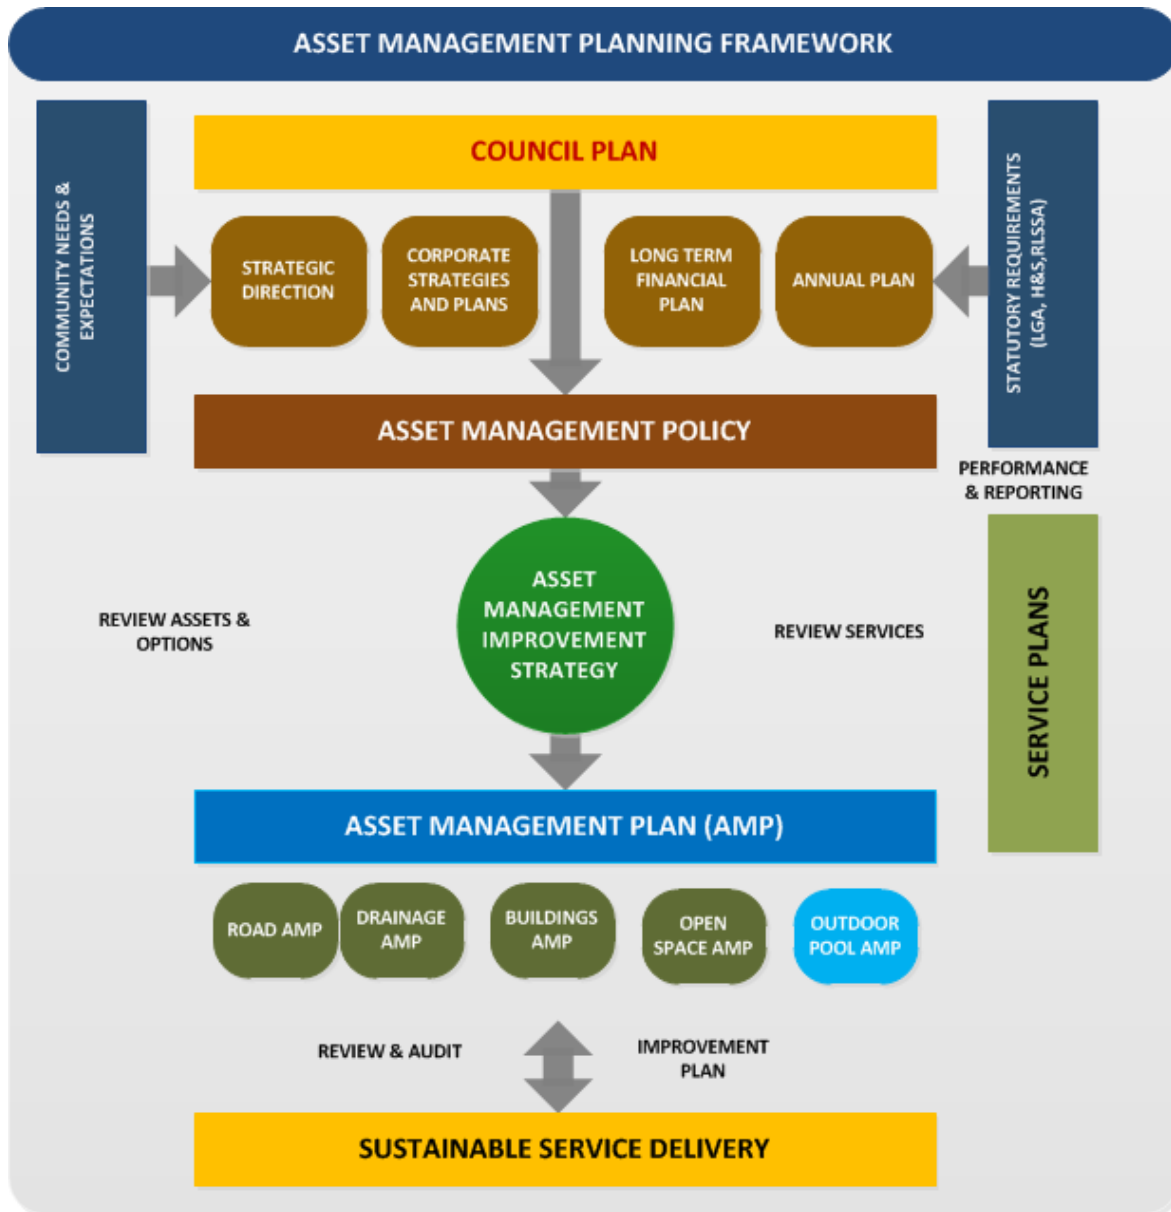 ASSET MANAGEMENT PLANNING FRAMEWORK
COMMUNITY NEEDS &
EXPECTATIONS
COUNCIL PLAN
STATUTORY REQUIREMENTS
(LGA, H&S,RLSSA)
STRATEGIC
DIRECTION
CORPORATE
STRATEGIES
AND PLANS
LONG TERM
FINANCIAL
PLAN
ANNUAL PLAN
ASSET MANAGEMENT POLICY
PERFORMANCE
& REPORTING
REVIEW ASSETS &
OPTIONS
ASSET
MANAGEMENT
IMPROVEMENT
STRATEGY
REVIEW SERVICES
SERVICE PLANS
ASSET MANAGEMENT PLAN (AMP)
ROAD AMP
DRAINAGE
AMP
BUILDINGS
AMP
OPEN
SPACE AMP
OUTDOOR
POOL AMP
REVIEW & AUDIT
IMPROVEMENT
PLAN
SUSTAINABLE SERVICE DELIVERY